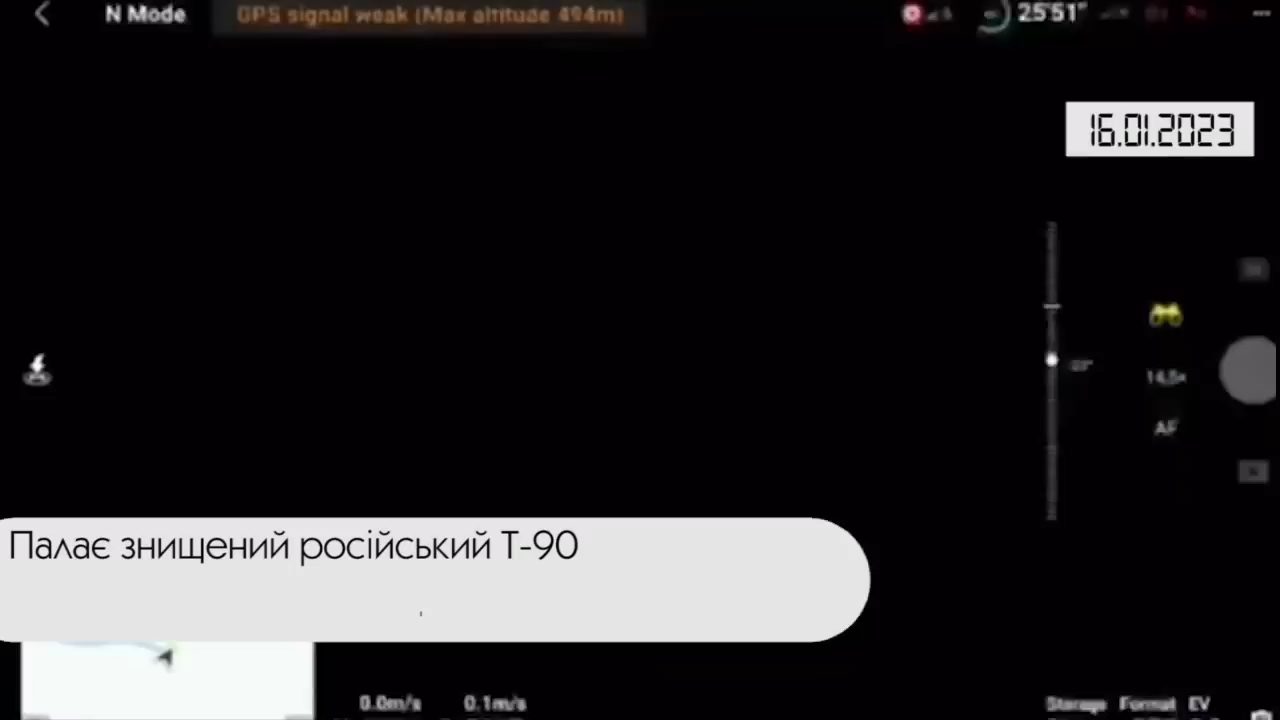 N Mode
GPS signal weak (Max altitude 494m)
25'51"
16.01.2023
14.5×
AF
Палає знищений російський Т-90
0.0m/s
0.1m/s
Storage
Format
EV